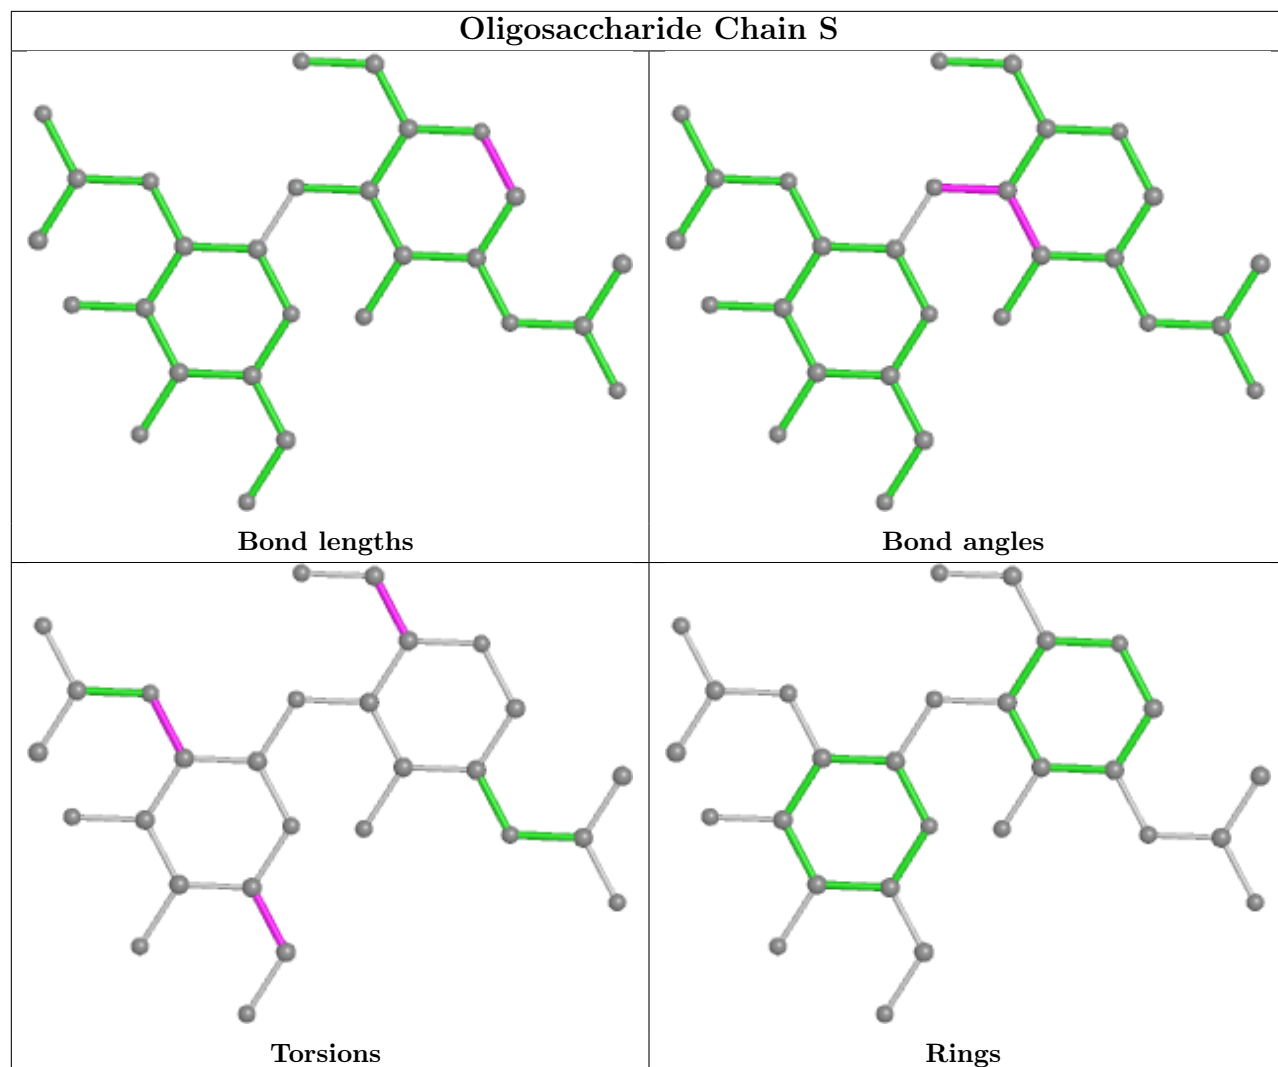 Oligosaccharide Chain S
Bond lengths
Bond angles
Torsions
Rings